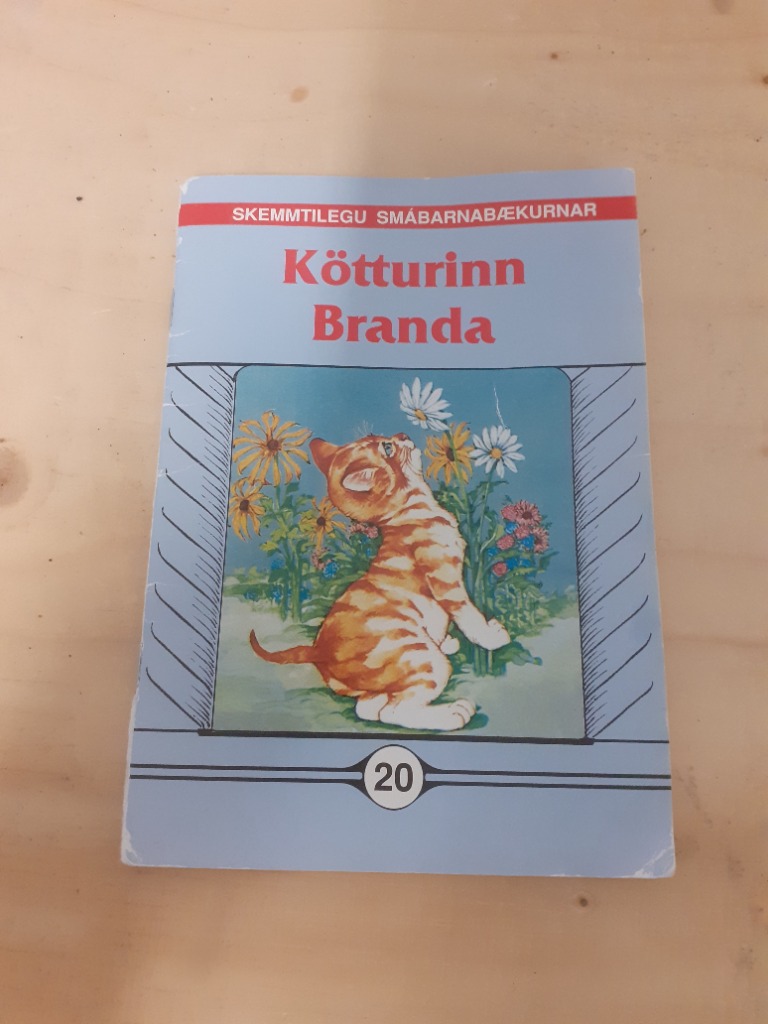 SKEMMTILEGU SMÁBARNABÆKURNAR
Kötturinn
Branda
20